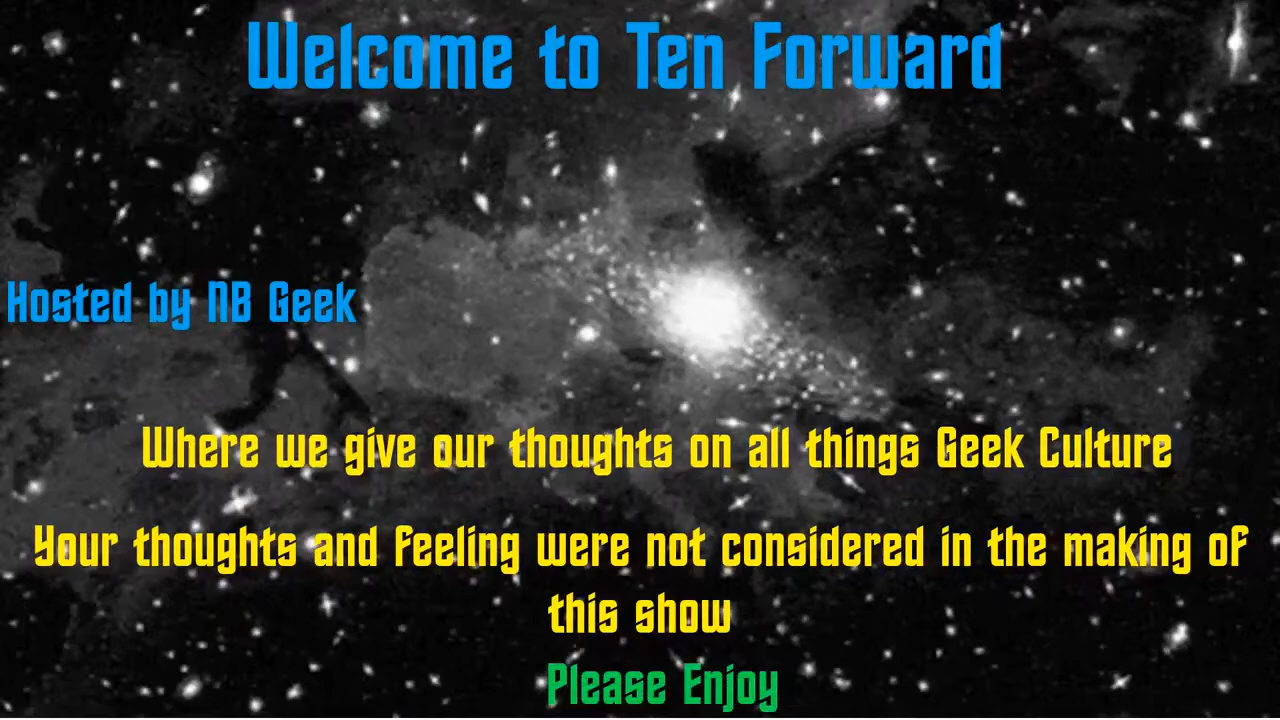 Welcome to Ten Forward
Hosted by NB Geek
Where we give our thoughts on all things Geek Culture
Your thoughts and feeling were not considered in the making of
this show
Please Enjoy